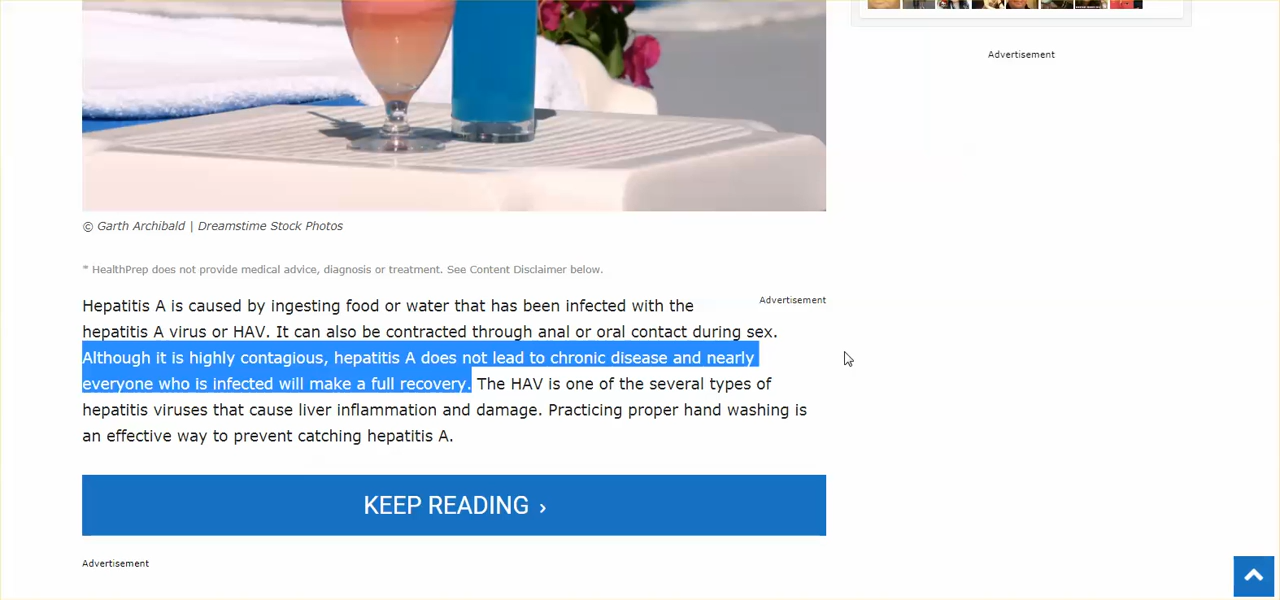 Advertisement
© Garth Archibald | Dreamstime Stock Photos
* HealthPrep does not provide medical advice, diagnosis or treatment. See Content Disclaimer below.
Advertisement
Hepatitis A is caused by ingesting food or water that has been infected with the
hepatitis A virus or HAV. It can also be contracted through anal or oral contact during sex.
Although it is highly contagious, hepatitis A does not lead to chronic disease and nearly
everyone who is infected will make a full recovery. The HAV is one of the several types of
hepatitis viruses that cause liver inflammation and damage. Practicing proper hand washing is
an effective way to prevent catching hepatitis A.
KEEP READING ›
Advertisement